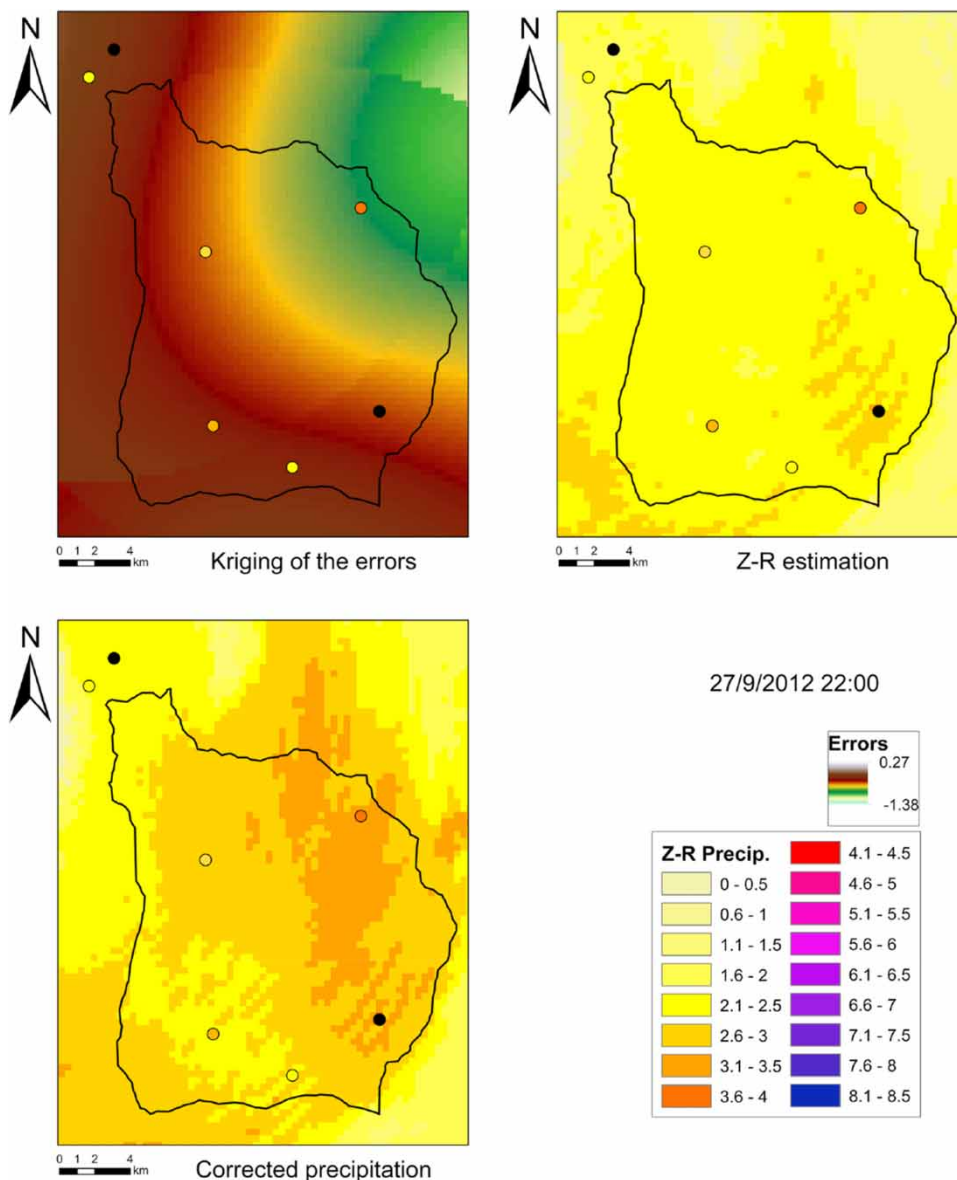 N
N
0 1 2 4
km
Kriging of the errors
0 1 2 4
km
Z-R estimation
N
27/9/2012 22:00
Errors
0.27
-1.38
Z-R Precip.
0 - 0.5
0.6 - 1
1.1 - 1.5
1.6 - 2
2.1 - 2.5
2.6 - 3
3.1 - 3.5
3.6 - 4
4.1 - 4.5
4.6 - 5
5.1 - 5.5
5.6 - 6
6.1 - 6.5
6.6 - 7
7.1 - 7.5
7.6 - 8
8.1 - 8.5
0 1 2 4
km
Corrected precipitation